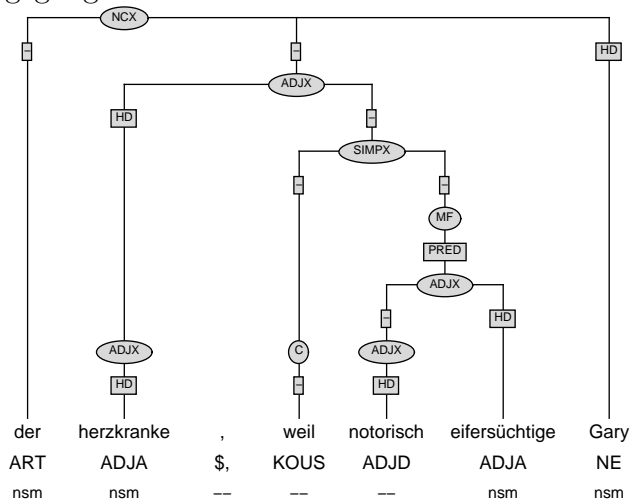 NCX
– – HD
ADJX
HD –
SIMPX
– –
MF
PRED
ADJX
– HD
ADJX C ADJX
HD – HD
der herzkranke , weil notorisch eifersüchtige Gary
ART ADJA $, KOUS ADJD ADJA NE
nsm nsm −− −− −− nsm nsm